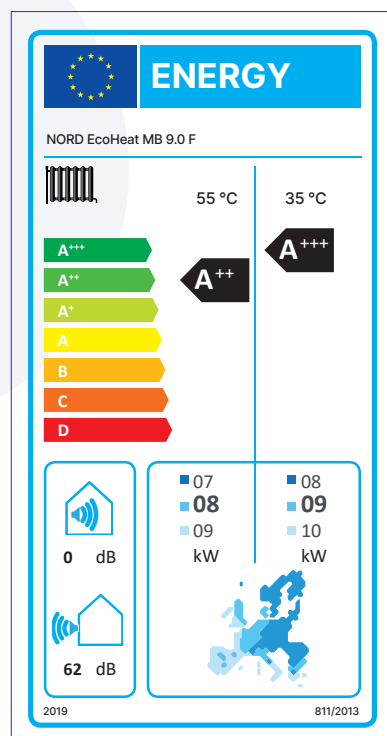 ENERGY
NORD EcoHeat MB 9.0 F
55 °C 35 °C
A+++
A++
A+
A
B
C
D
A++
A+++
0 dB
62 dB
07
08
09
kW
08
09
10
kW
2019 811/2013